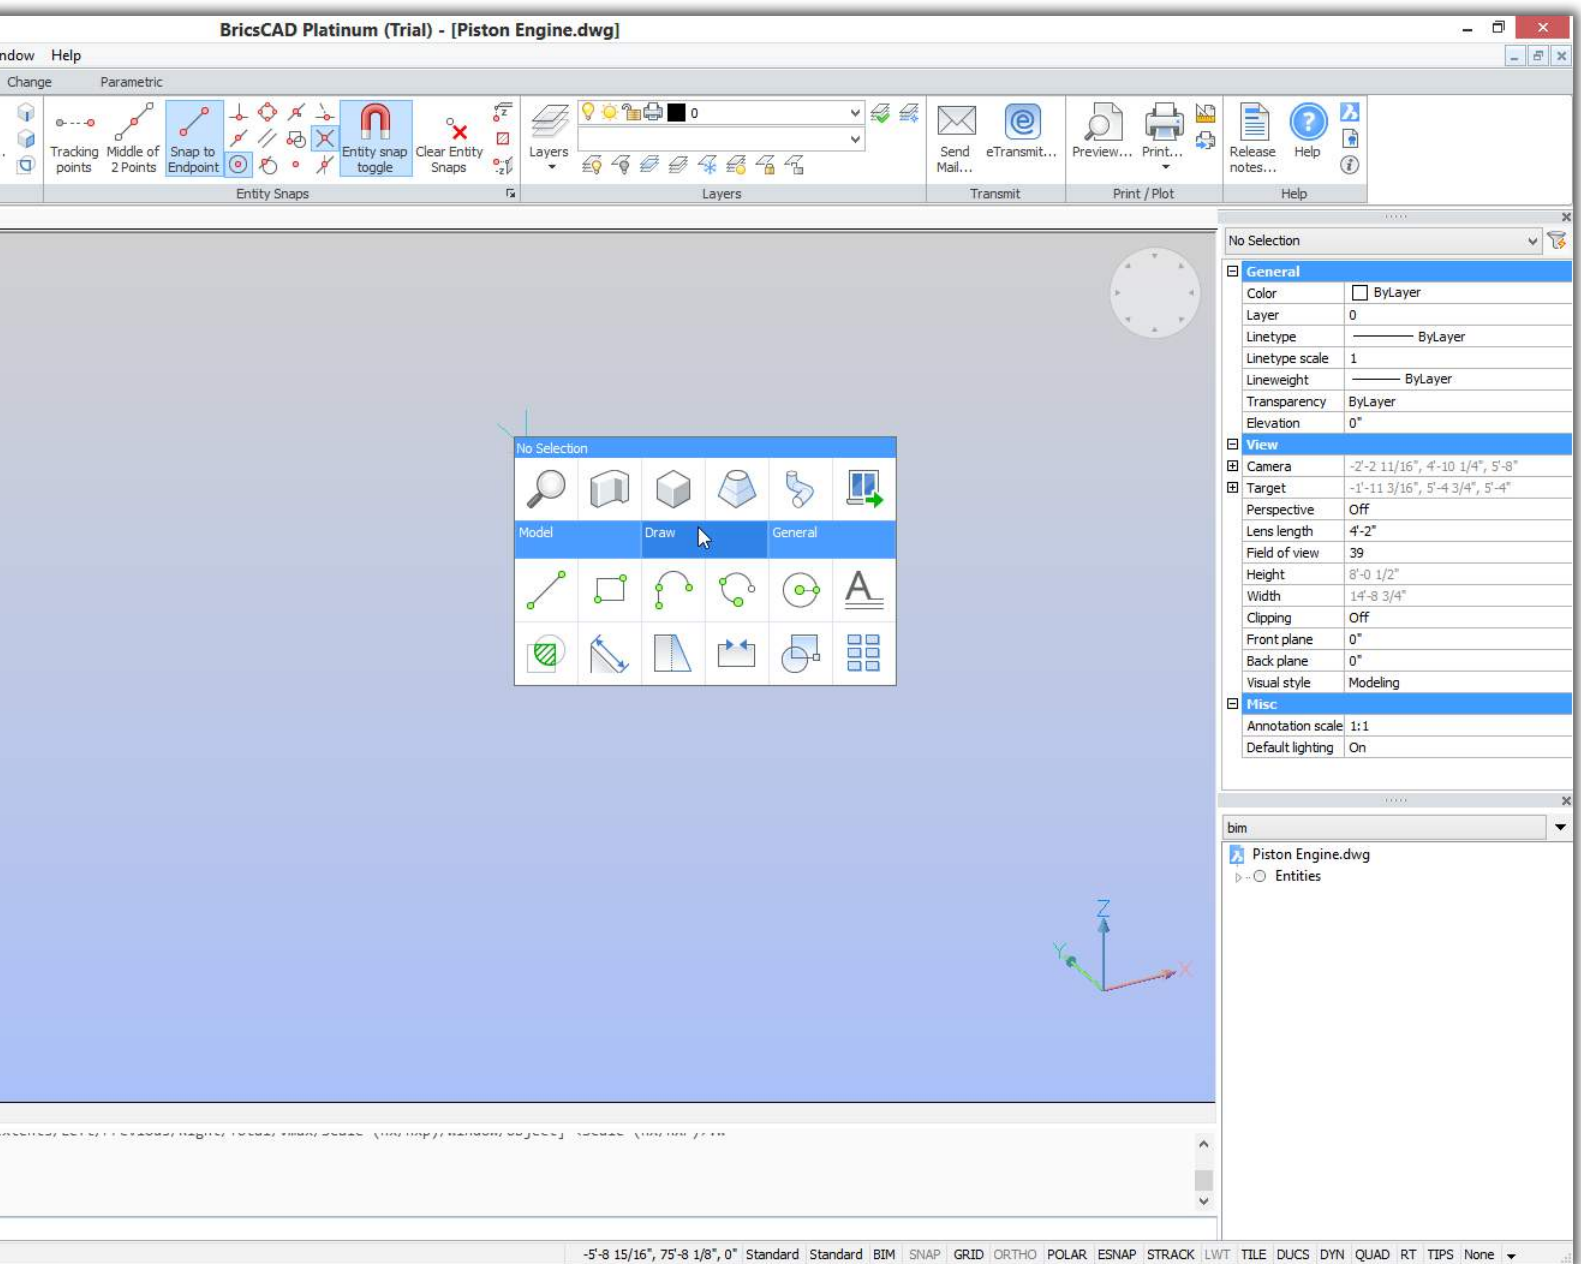 BricsCAD Platinum (Trial) - [Piston Engine.dwg]
ndow Help
Change Parametric
0
Tracking points
Middle of 2 Points
Snap to Endpoint
Entity snap toggle
Clear Entity Snaps
Layers
Send Mail...
eTransmit...
Preview...
Print...
Release notes...
Help
Entity Snaps
Layers
Transmit
Print / Plot
Help
No Selection
General
Color ByLayer
Layer 0
Linetype ByLayer
Linetype scale 1
Lineweight ByLayer
Transparency ByLayer
Elevation 0"
View
Camera -2'-2 11/16", 4'-10 1/4", 5'-8"
Target -1'-11 3/16", 5'-4 3/4", 5'-4"
Perspective Off
Lens length 4'-2"
Field of view 39
Height 8'-0 1/2"
Width 14'-8 3/4"
Clipping Off
Front plane 0"
Back plane 0"
Visual style Modeling
Misc
Annotation scale 1:1
Default lighting On
No Selection
Model Draw General
A
bim
Piston Engine.dwg
Entities
Z
Y
X
-5'-8 15/16", 75'-8 1/8", 0" Standard Standard BIM SNAP GRID ORTHO POLAR ESNAP STRACK LWT TILE DUCS DYN QUAD RT TIPS None